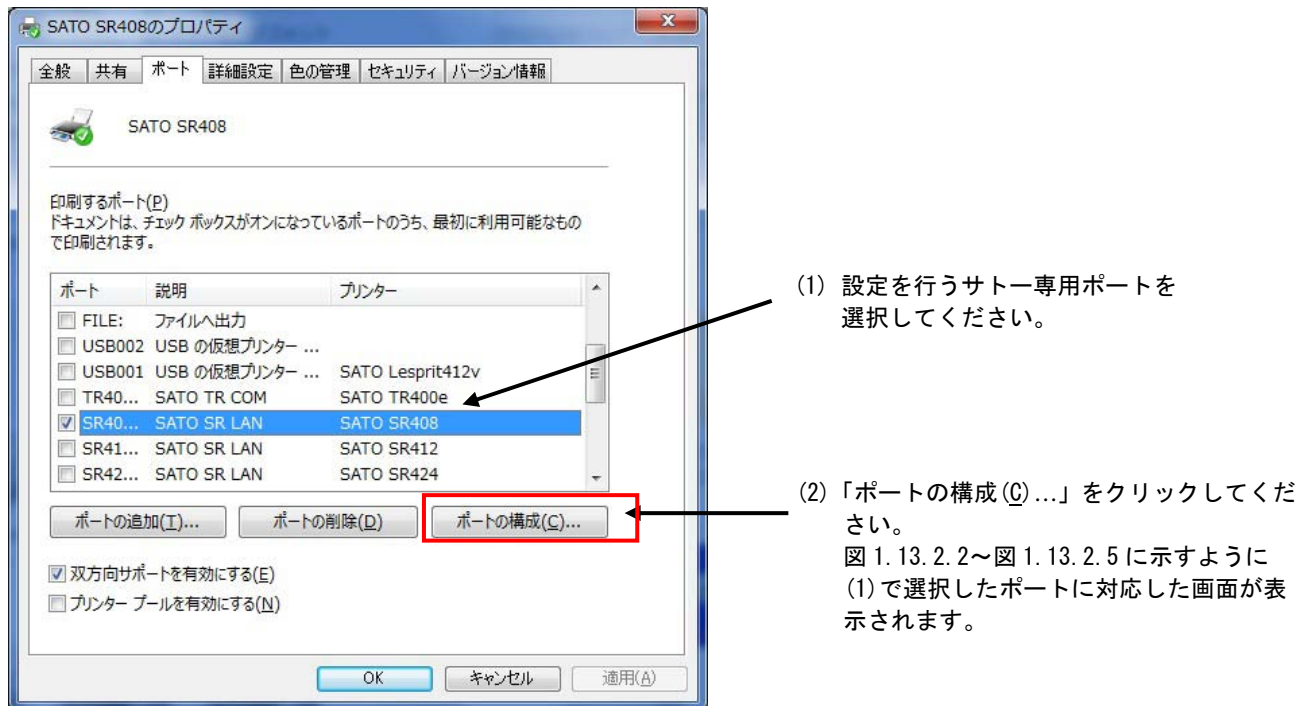 SATO SR408のプロパティ
全般 共有 ポート 詳細設定 色の管理 セキュリティ バージョン情報
SATO SR408
印刷するポート(P)
ドキュメントは、チェック ボックスがオンになっているポートのうち、最初に利用可能なもの
で印刷されます。
ポート 説明 プリンター
FILE: ファイルへ出力
USB002 USB の仮想プリンター ...
USB001 USB の仮想プリンター ... SATO Lesprit412v
TR40... SATO TR COM SATO TR400e
SR40... SATO SR LAN SATO SR408
SR41... SATO SR LAN SATO SR412
SR42... SATO SR LAN SATO SR424
ポートの追加(T)... ポートの削除(D) ポートの構成(C)...
双方向サポートを有効にする(E)
プリンター プールを有効にする(N)
OK キャンセル 適用(A)
(1) 設定を行うサトー専用ポートを
選択してください。
(2)「ポートの構成(C)...」をクリックしてくだ
さい。
図 1.13.2.2～図 1.13.2.5 に示すように
(1)で選択したポートに対応した画面が表
示されます。